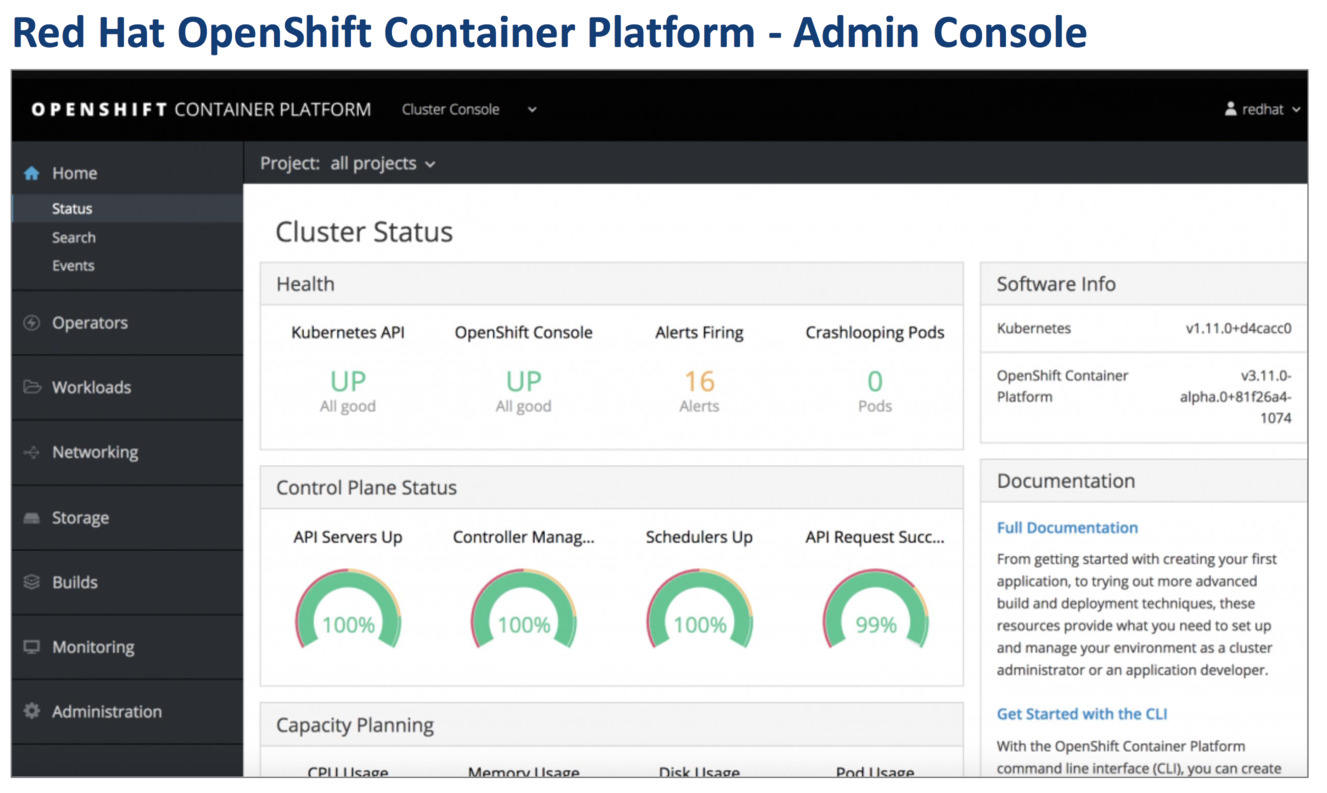 Red Hat OpenShift Container Platform - Admin Console
OPENSHIFT CONTAINER PLATFORM
Cluster Console
redhat
Home
Status
Search
Events
Operators
Workloads
Networking
Storage
Builds
Monitoring
Administration
Project: all projects
Cluster Status
Health
Kubernetes API
UP
All good
OpenShift Console
UP
All good
Alerts Firing
16
Alerts
Crashlooping Pods
0
Pods
Control Plane Status
API Servers Up
100%
Controller Manag...
100%
Schedulers Up
100%
API Request Succ...
99%
Capacity Planning
CPU Usage
Memory Usage
Disk Usage
Pod Usage
Software Info
Kubernetes
v1.11.0+d4cacc0
OpenShift Container
Platform
v3.11.0-
alpha.0+81f26a4-
1074
Documentation
Full Documentation
From getting started with creating your first
application, to trying out more advanced
build and deployment techniques, these
resources provide what you need to set up
and manage your environment as a cluster
administrator or an application developer.
Get Started with the CLI
With the OpenShift Container Platform
command line interface (CLI), you can create